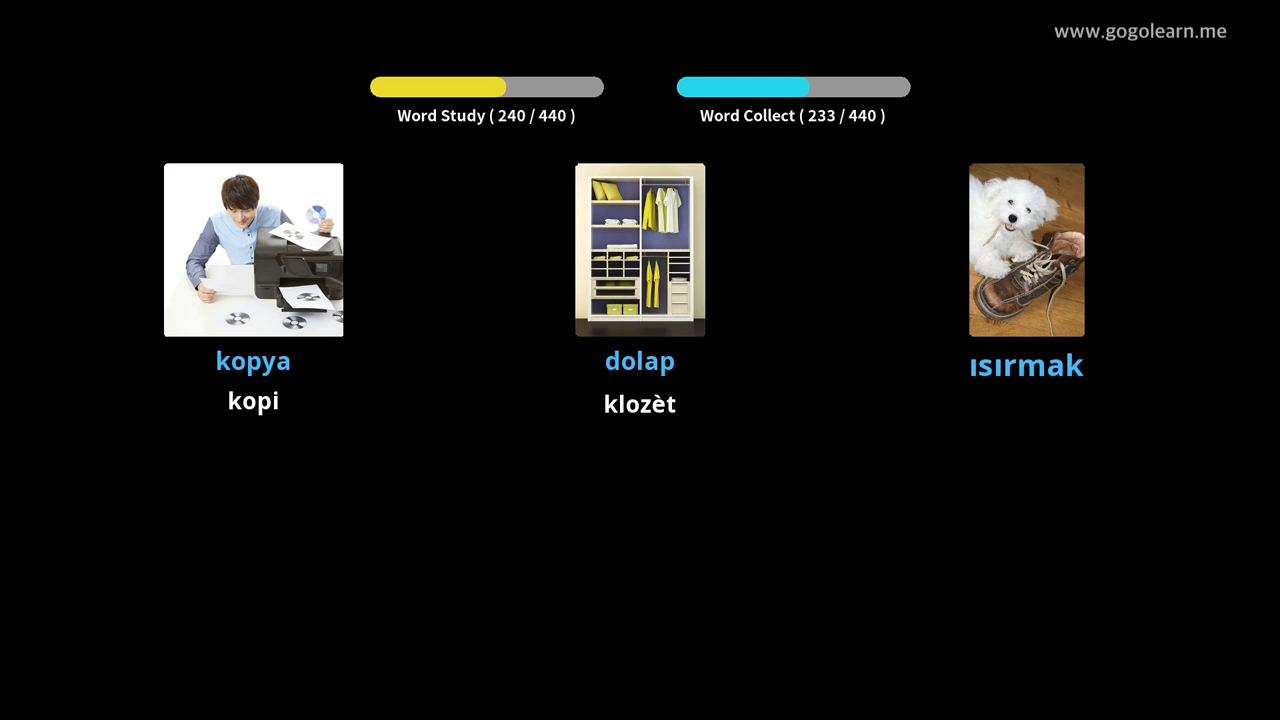 www.gogolearn.me
Word Study ( 240 / 440 )
Word Collect ( 233 / 440 )
kopya
dolap
ısırmak
kopi
klozèt